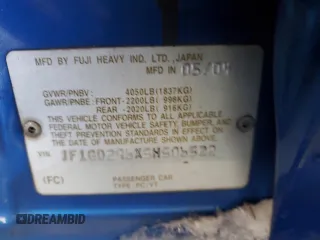 MFD BY FUJI HEAVY IND. LTD., JAPAN
MFD IN 05/04
GVWR/PNBV: 4050LB(1837KG)
GAWR/PNBE: FRONT-2200LB( 998KG)
REAR -2020LB( 916KG)
THIS VEHICLE CONFORMS TO ALL APPLICABLE
FEDERAL MOTOR VEHICLE SAFETY, BUMPER, AND
THEFT PREVENTION STANDARDS IN EFFECT ON
THE DATE OF MANUFACTURE SHOWN ABOVE.
VIN:
(FC) PASSENGER CAR
TYPE
DREAMBID